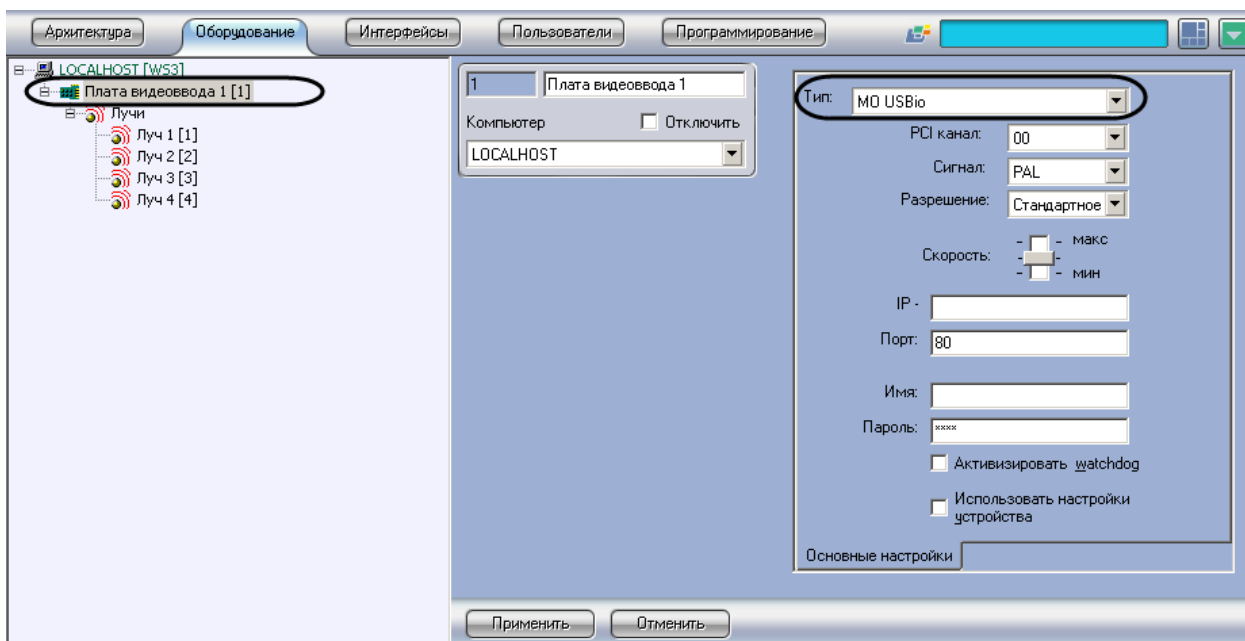 Архитектура Оборудование Интерфейсы Пользователи Программирование
LOCALHOST [WS3]
Плата видеоввода 1 [1]
Лучи
Луч 1 [1]
Луч 2 [2]
Луч 3 [3]
Луч 4 [4]
1 Плата видеоввода 1
Компьютер Отключить
LOCALHOST
Тип: МО USBio
PCI канал: 00
Сигнал: PAL
Разрешение: Стандартное
Скорость: макс
мин
IP -
Порт: 80
Имя:
Пароль: ****
Активизировать watchdog
Использовать настройки
устройства
Основные настройки
Применить Отменить